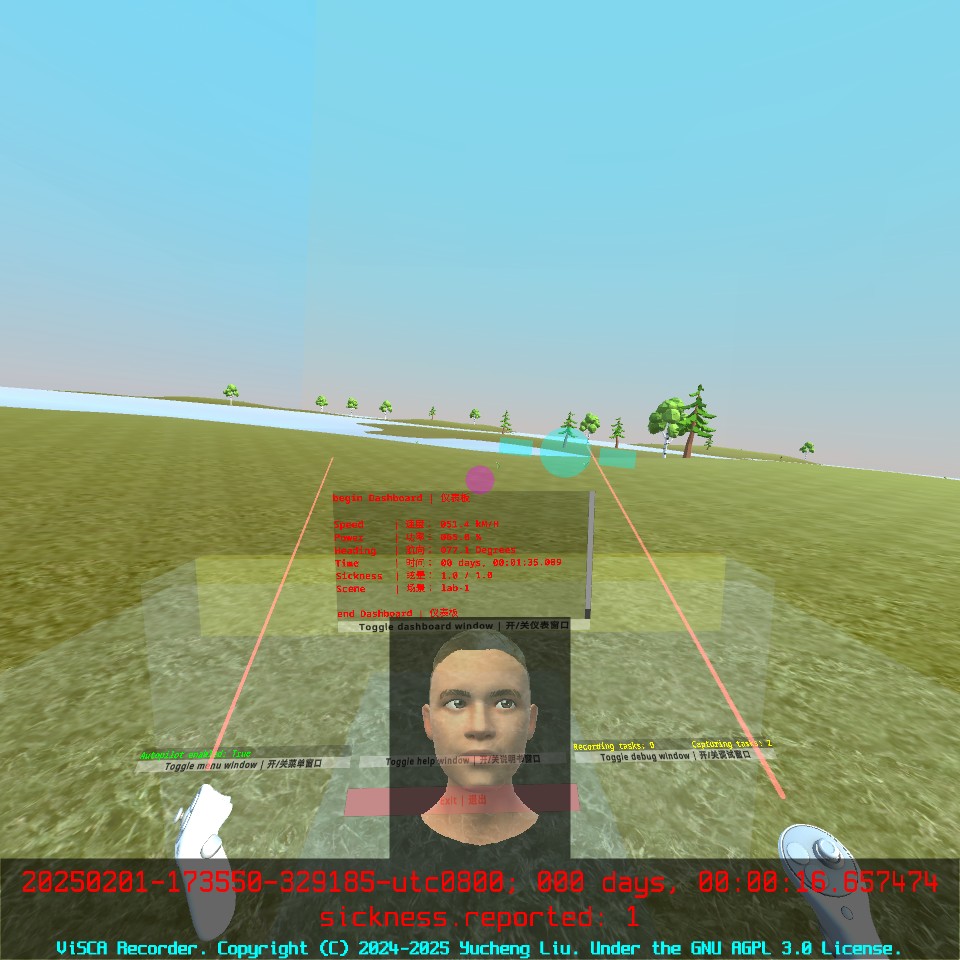 begin Dashboard | 仪表板
Speed | 速度: 051.4 km/H
Power | 功率:
Heading | 航向: 077.1 Degrees
Time | 时间: 00 days, 00:01:35.089
Sickness | 眩晕: 1.0 / 1.0
Scene | 场景: lab-1
end Dashboard | 仪表板
Toggle dashboard window | 开/关仪表窗口
Autopilot enabled: True
Toggle menu window | 开/关菜单窗口
Toggle help window | 开/关说明书窗口
Recording tasks: 0 Capturing tasks: 2
Toggle debug window | 开/关调试窗口
Exit | 退出
20250201-173550-329185-utc0800; 000 days, 00:00:16.657474
sickness.reported: 1
ViSCA Recorder. Copyright (C) 2024-2025 Yucheng Liu. Under the GNU AGPL 3.0 License.